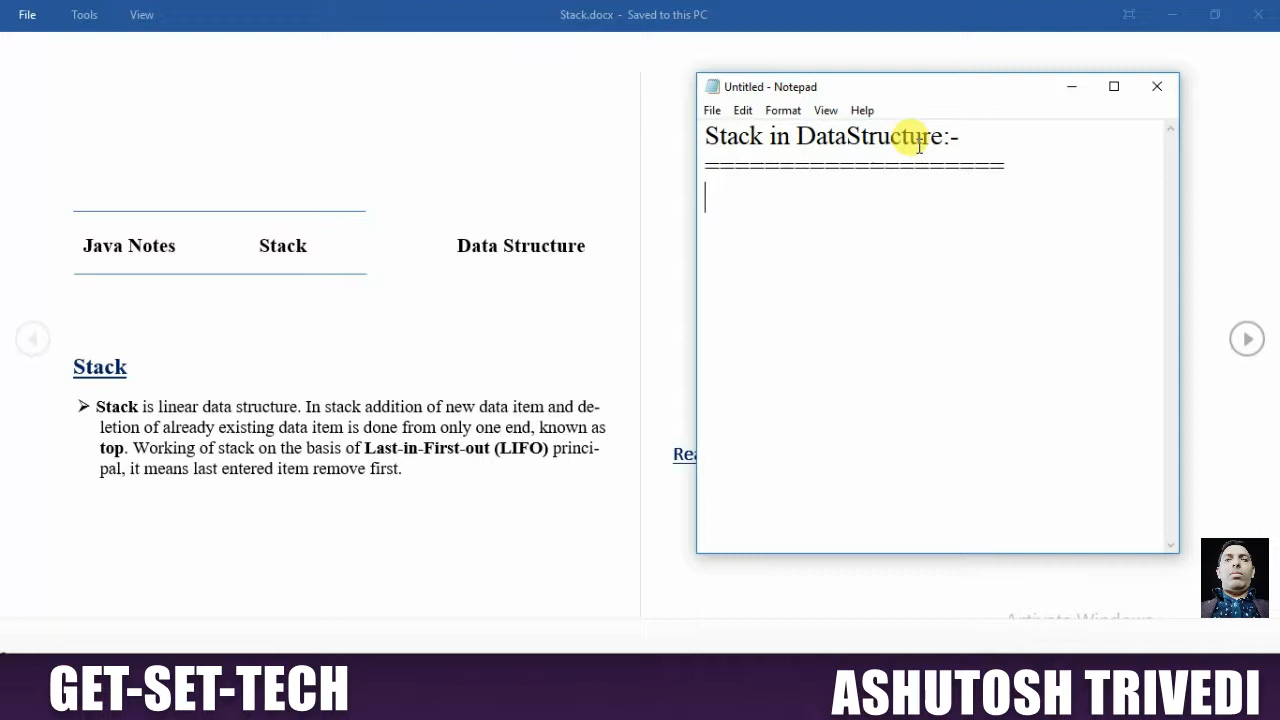 File Tools View Stack.docx - Saved to this PC
Java Notes Stack Data Structure
Stack
➢ Stack is linear data structure. In stack addition of new data item and de-
letion of already existing data item is done from only one end, known as
top. Working of stack on the basis of Last-in-First-out (LIFO) princi-
pal, it means last entered item remove first.
Untitled - Notepad
File Edit Format View Help
Stack in DataStructure:-
====================
GET-SET-TECH
ASHUTOSH TRIVEDI